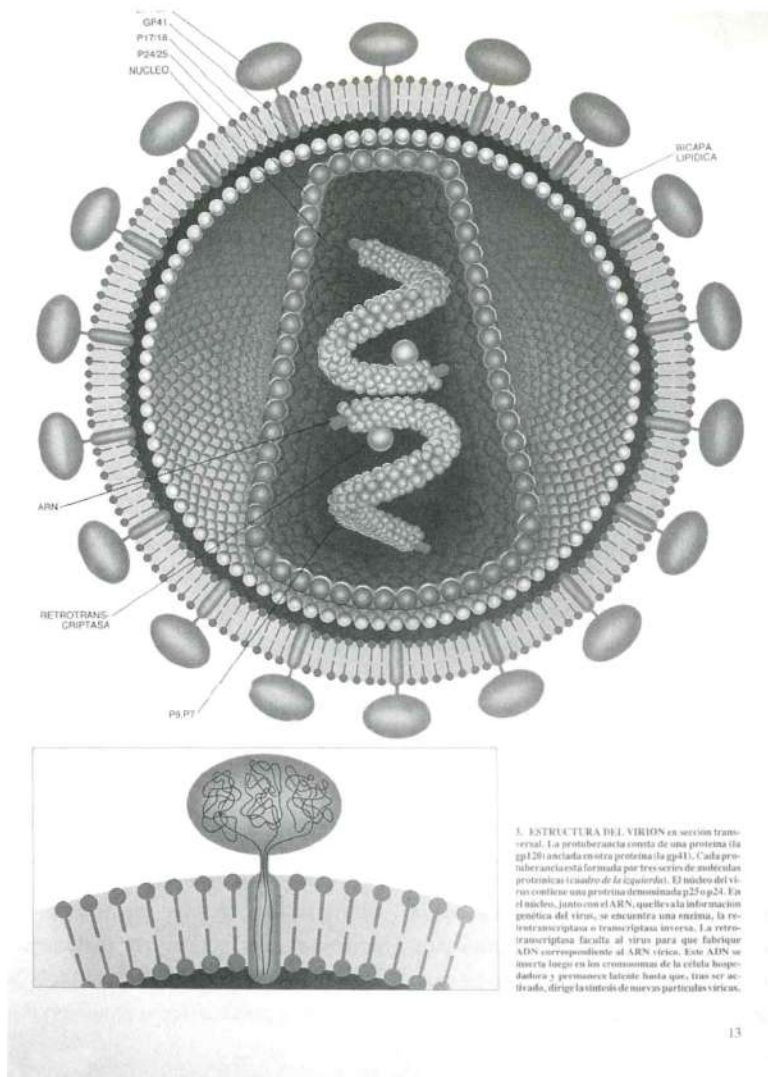 GP41
P17/18
P24/25
NUCLEO
BICAPA
LIPIDICA
ARN
RETROTRANS-
CRIPTASA
P9,P7
3. ESTRUCTURA DEL VIRION en sección trans-
versal. La protuberancia consta de una proteína (la
gp120) anclada en otra proteína (la gp41). Cada pro-
tuberancia está formada por tres series de moléculas
proteínicas (cuadro de la izquierda). El núcleo del vi-
rus contiene una proteína denominada p25 o p24. En
el núcleo, junto con el ARN, que lleva la información
genética del virus, se encuentra una enzima, la re-
trotranscriptasa o transcriptasa inversa. La retro-
transcriptasa faculta al virus para que fabrique
ADN correspondiente al ARN vírico. Este ADN se
inserta luego en los cromosomas de la célula hospe-
dadora y permanece latente hasta que, tras ser ac-
tivado, dirige la síntesis de nuevas partículas víricas.
13